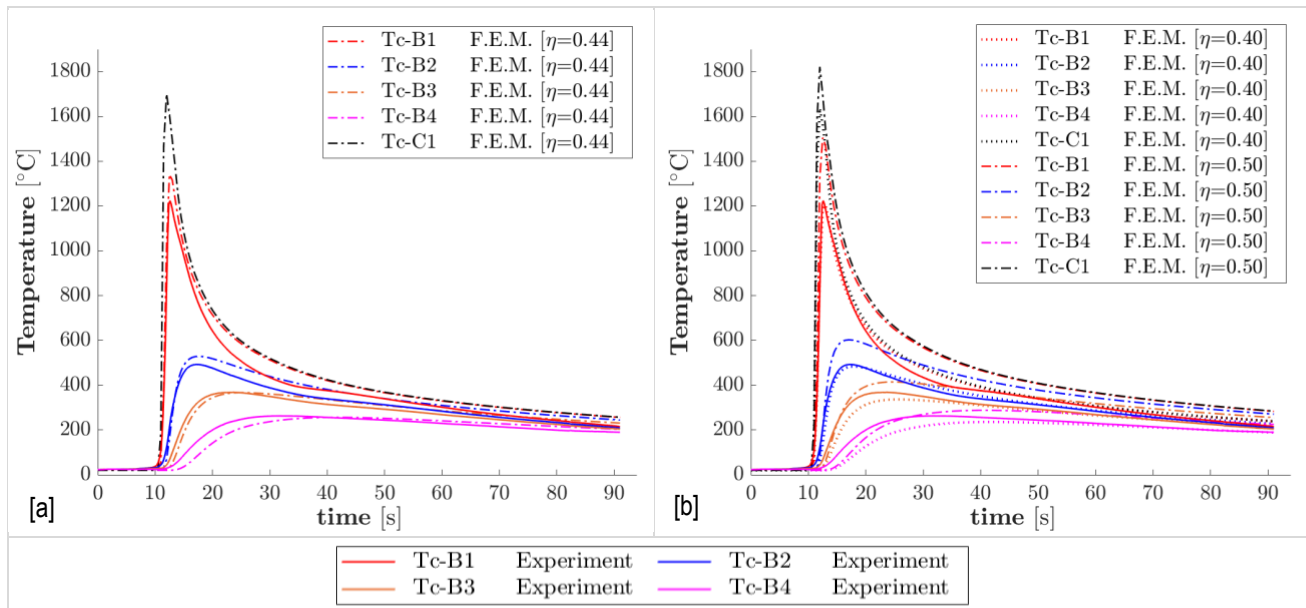 Tc-B1 F.E.M. [η=0.44]
Tc-B2 F.E.M. [η=0.44]
Tc-B3 F.E.M. [η=0.44]
Tc-B4 F.E.M. [η=0.44]
Tc-C1 F.E.M. [η=0.44]
1800
1600
1400
1200
1000
800
600
400
200
0
Temperature [°C]
0 10 20 30 40 50 60 70 80 90
time [s]
[a]
Tc-B1 F.E.M. [η=0.40]
Tc-B2 F.E.M. [η=0.40]
Tc-B3 F.E.M. [η=0.40]
Tc-B4 F.E.M. [η=0.40]
Tc-C1 F.E.M. [η=0.40]
Tc-B1 F.E.M. [η=0.50]
Tc-B2 F.E.M. [η=0.50]
Tc-B3 F.E.M. [η=0.50]
Tc-B4 F.E.M. [η=0.50]
Tc-C1 F.E.M. [η=0.50]
1800
1600
1400
1200
1000
800
600
400
200
0
Temperature [°C]
0 10 20 30 40 50 60 70 80 90
time [s]
[b]
Tc-B1 Experiment Tc-B2 Experiment
Tc-B3 Experiment Tc-B4 Experiment